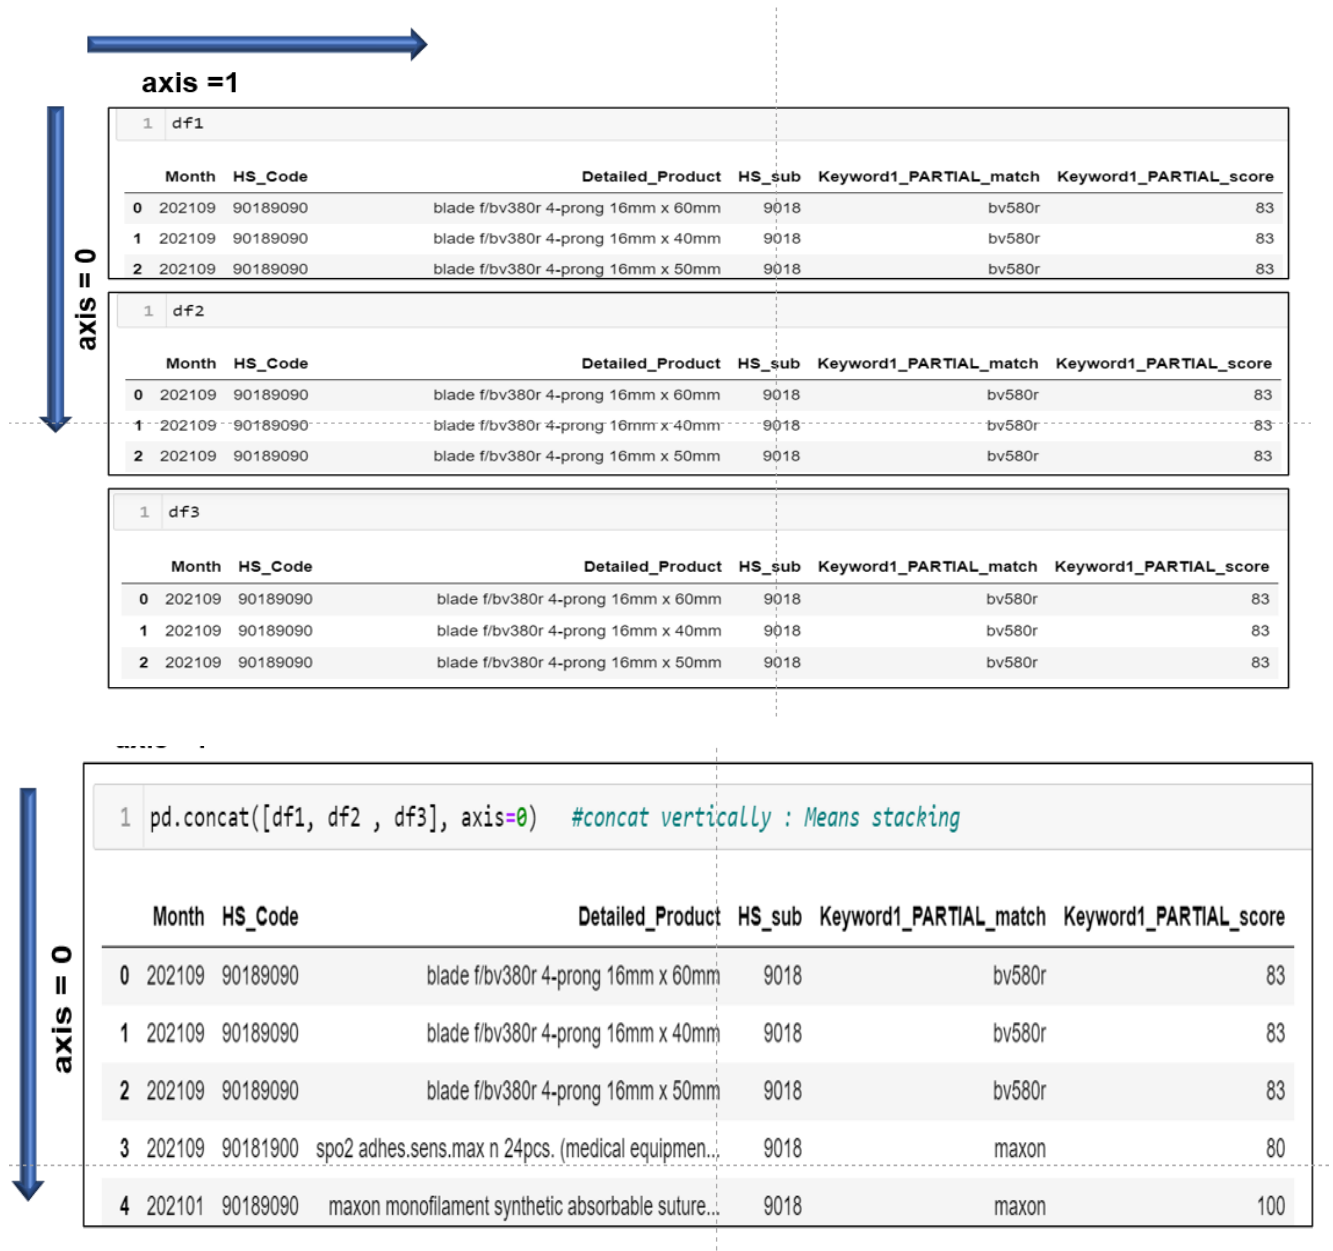 axis =1
axis = 0
1 df1
Month HS_Code Detailed_Product HS_sub Keyword1_PARTIAL_match Keyword1_PARTIAL_score
0 202109 90189090 blade f/bv380r 4-prong 16mm x 60mm 9018 bv580r 83
1 202109 90189090 blade f/bv380r 4-prong 16mm x 40mm 9018 bv580r 83
2 202109 90189090 blade f/bv380r 4-prong 16mm x 50mm 9018 bv580r 83
1 df2
Month HS_Code Detailed_Product HS_sub Keyword1_PARTIAL_match Keyword1_PARTIAL_score
0 202109 90189090 blade f/bv380r 4-prong 16mm x 60mm 9018 bv580r 83
1 202109 90189090 blade f/bv380r 4-prong 16mm x 40mm 9018 bv580r 83
2 202109 90189090 blade f/bv380r 4-prong 16mm x 50mm 9018 bv580r 83
1 df3
Month HS_Code Detailed_Product HS_sub Keyword1_PARTIAL_match Keyword1_PARTIAL_score
0 202109 90189090 blade f/bv380r 4-prong 16mm x 60mm 9018 bv580r 83
1 202109 90189090 blade f/bv380r 4-prong 16mm x 40mm 9018 bv580r 83
2 202109 90189090 blade f/bv380r 4-prong 16mm x 50mm 9018 bv580r 83
axis = 0
1 pd.concat([df1, df2 , df3], axis=0) #concat vertically : Means stacking
Month HS_Code Detailed_Product HS_sub Keyword1_PARTIAL_match Keyword1_PARTIAL_score
0 202109 90189090 blade f/bv380r 4-prong 16mm x 60mm 9018 bv580r 83
1 202109 90189090 blade f/bv380r 4-prong 16mm x 40mm 9018 bv580r 83
2 202109 90189090 blade f/bv380r 4-prong 16mm x 50mm 9018 bv580r 83
3 202109 90181900 spo2 adhes.sens.max n 24pcs. (medical equipmen... 9018 maxon 80
4 202101 90189090 maxon monofilament synthetic absorbable suture... 9018 maxon 100